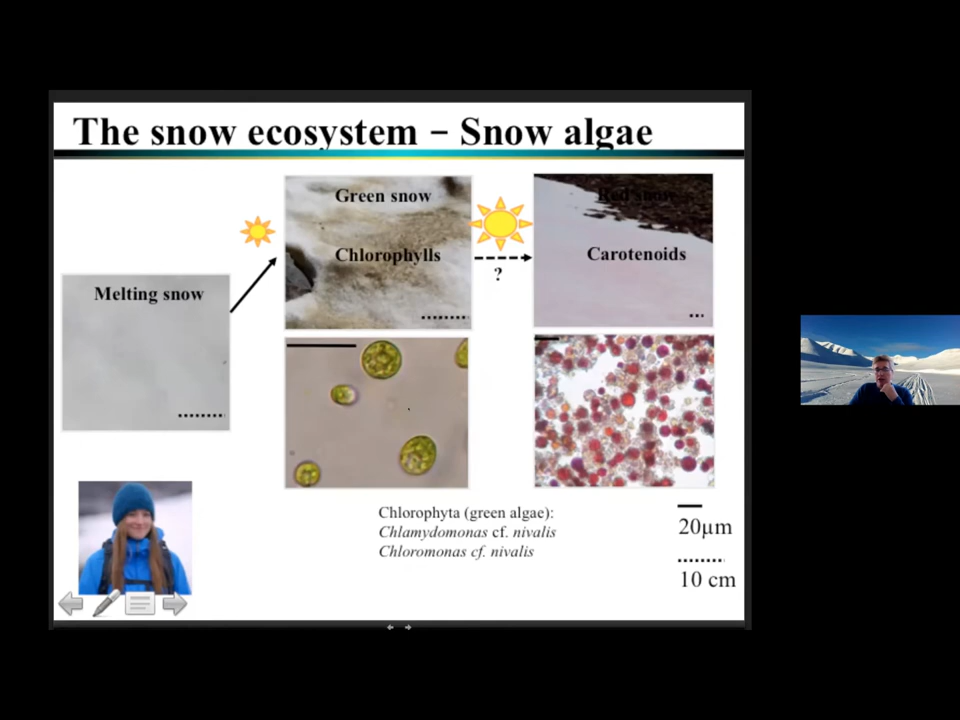 The snow ecosystem – Snow algae
Green snow
Red snow
Chlorophylls
Carotenoids
?
Melting snow
Chlorophyta (green algae):
Chlamydomonas cf. nivalis
Chloromonas cf. nivalis
20µm
10 cm